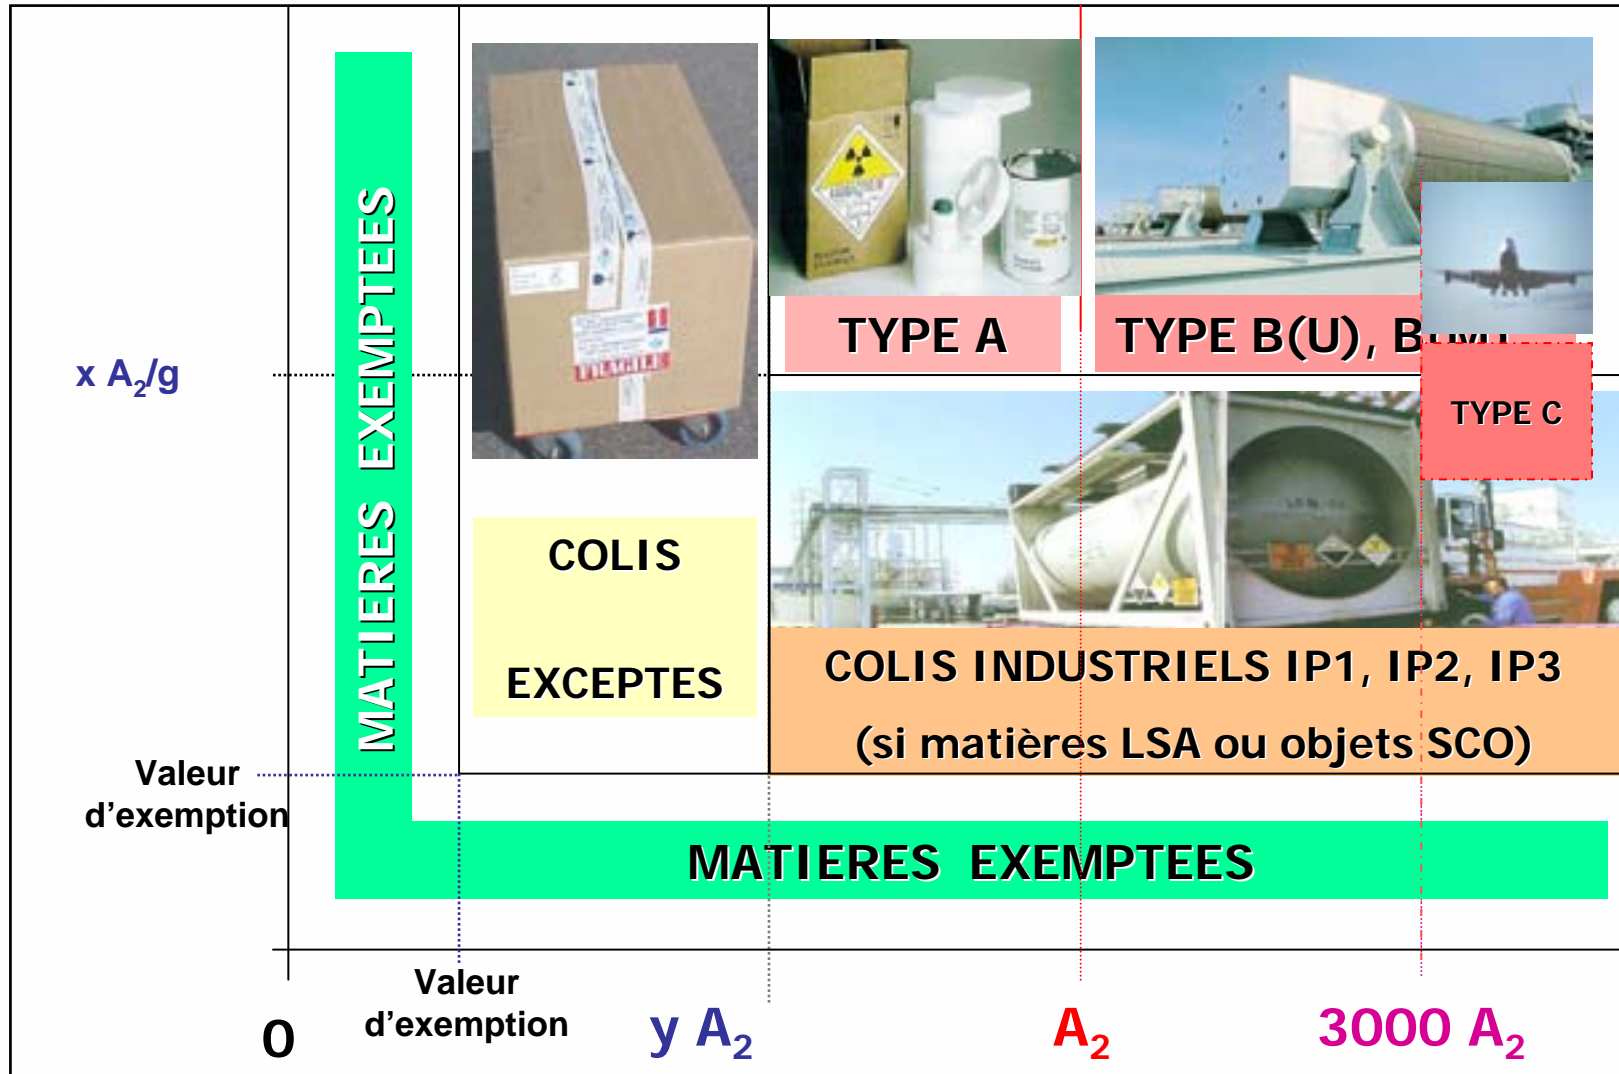 MATIERES EXEMPTEES
FRAGILE
TYPE A
TYPE B(U), B(M)
x A₂/g
TYPE C
COLIS
EXCEPTES
COLIS INDUSTRIELS IP1, IP2, IP3
(si matières LSA ou objets SCO)
Valeur
d'exemption
MATIERES EXEMPTEES
Valeur
d'exemption
0
y A₂
A₂
3000 A₂